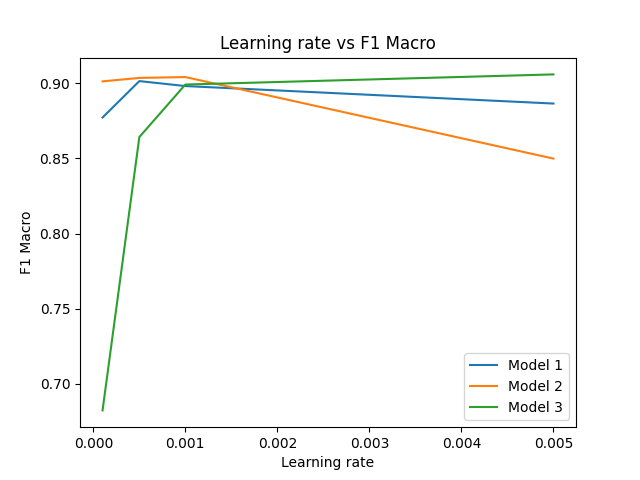 Learning rate vs F1 Macro
F1 Macro
0.90
0.85
0.80
0.75
0.70
0.000 0.001 0.002 0.003 0.004 0.005
Learning rate
Model 1
Model 2
Model 3